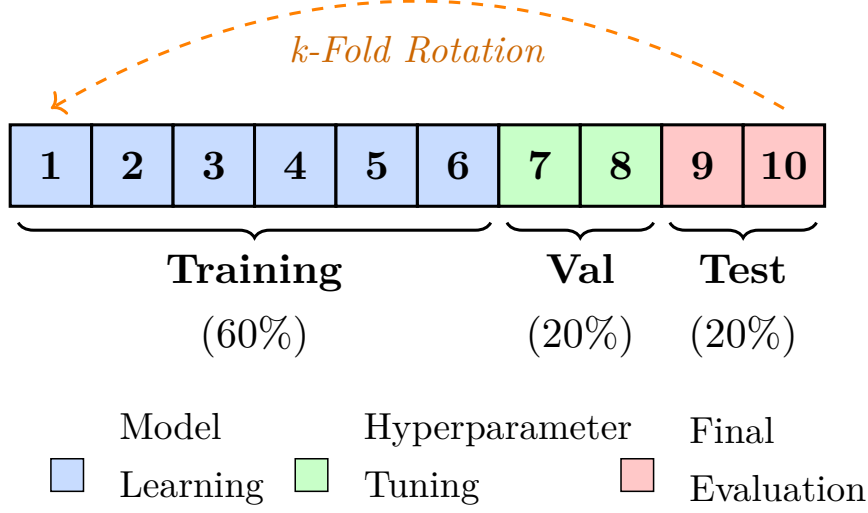 k-Fold Rotation
1 2 3 4 5 6 7 8 9 10
Training Val Test
(60%) (20%) (20%)
Model Hyperparameter Final
Learning Tuning Evaluation